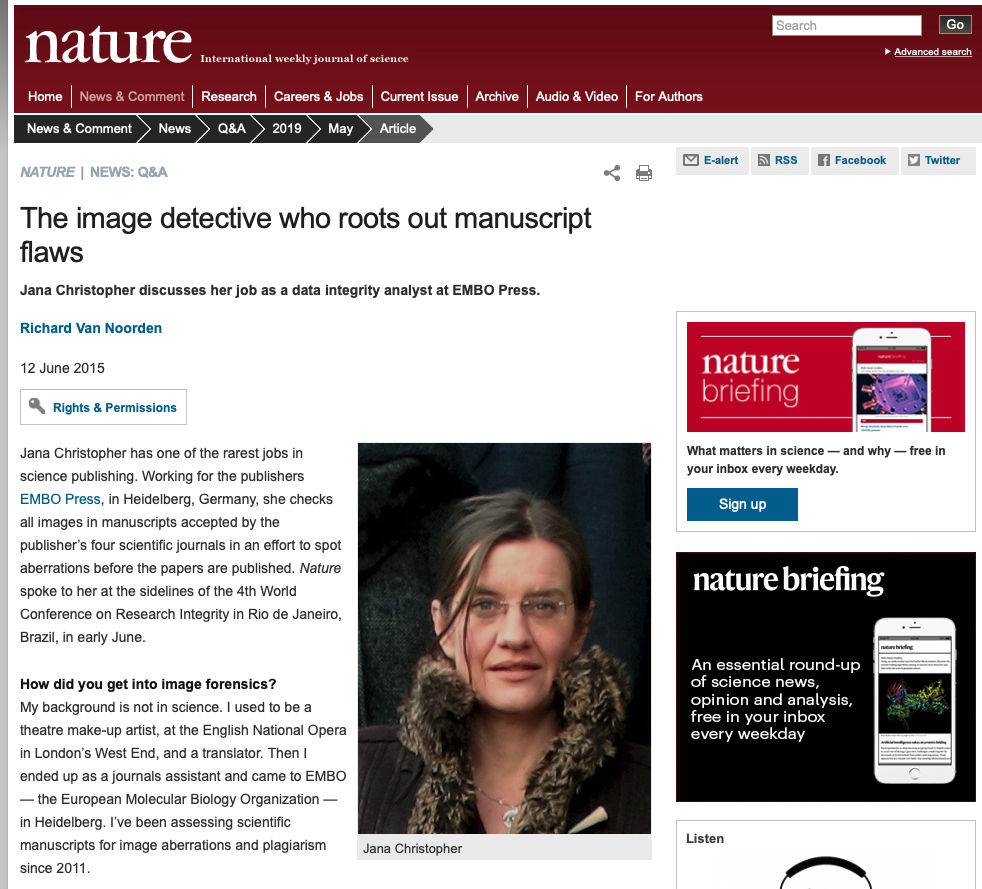 nature International weekly journal of science
Search
Go
Advanced search
Home
News & Comment
Research
Careers & Jobs
Current Issue
Archive
Audio & Video
For Authors
News & Comment
News
Q&A
2019
May
Article
E-alert
RSS
Facebook
Twitter
NATURE | NEWS: Q&A
The image detective who roots out manuscript
flaws
Jana Christopher discusses her job as a data integrity analyst at EMBO Press.
Richard Van Noorden
12 June 2015
Rights & Permissions
Jana Christopher has one of the rarest jobs in
science publishing. Working for the publishers
EMBO Press, in Heidelberg, Germany, she checks
all images in manuscripts accepted by the
publisher’s four scientific journals in an effort to spot
aberrations before the papers are published. Nature
spoke to her at the sidelines of the 4th World
Conference on Research Integrity in Rio de Janeiro,
Brazil, in early June.
How did you get into image forensics?
My background is not in science. I used to be a
theatre make-up artist, at the English National Opera
in London’s West End, and a translator. Then I
ended up as a journals assistant and came to EMBO
— the European Molecular Biology Organization —
in Heidelberg. I’ve been assessing scientific
manuscripts for image aberrations and plagiarism
since 2011.
Jana Christopher
nature
briefing
What matters in science — and why — free in
your inbox every weekday.
Sign up
nature briefing
An essential round-up
of science news,
opinion and analysis,
free in your inbox
every weekday
nature briefing
Listen